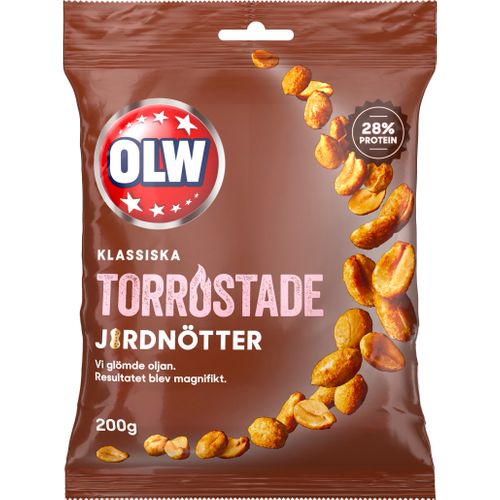 OLW
28%
PROTEIN
KLASSISKA
TORROSTADE
JORDNÖTTER
Vi glömde oljan.
Resultatet blev magnifikt.
200g